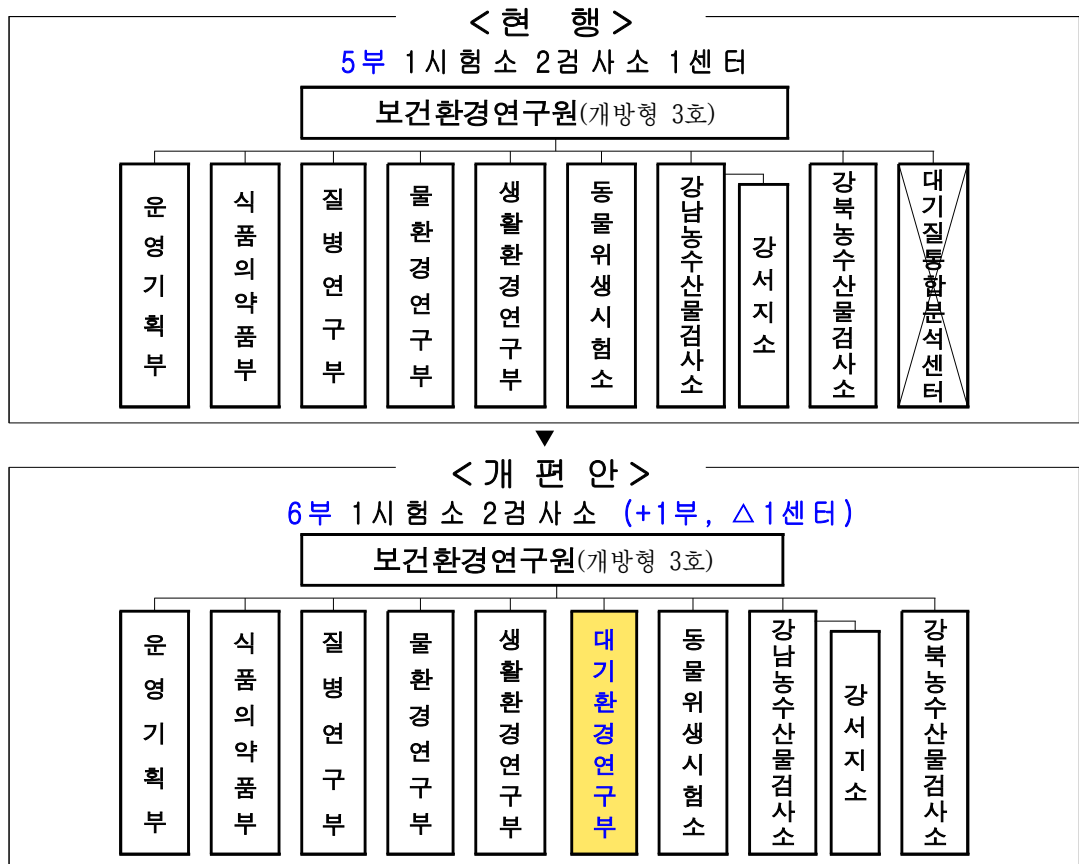 <현 행>
5부 1시험소 2검사소 1센터
보건환경연구원(개방형 3호)
운영기획부
식품의약품부
질병연구부
물환경연구부
생활환경연구부
동물위생시험소
강남농수산물검사소
강서지소
강북농수산물검사소
대기질통합분석센터
▼
<개 편 안>
6부 1시험소 2검사소 (+1부, △1센터)
보건환경연구원(개방형 3호)
운영기획부
식품의약품부
질병연구부
물환경연구부
생활환경연구부
대기환경연구부
동물위생시험소
강남농수산물검사소
강서지소
강북농수산물검사소